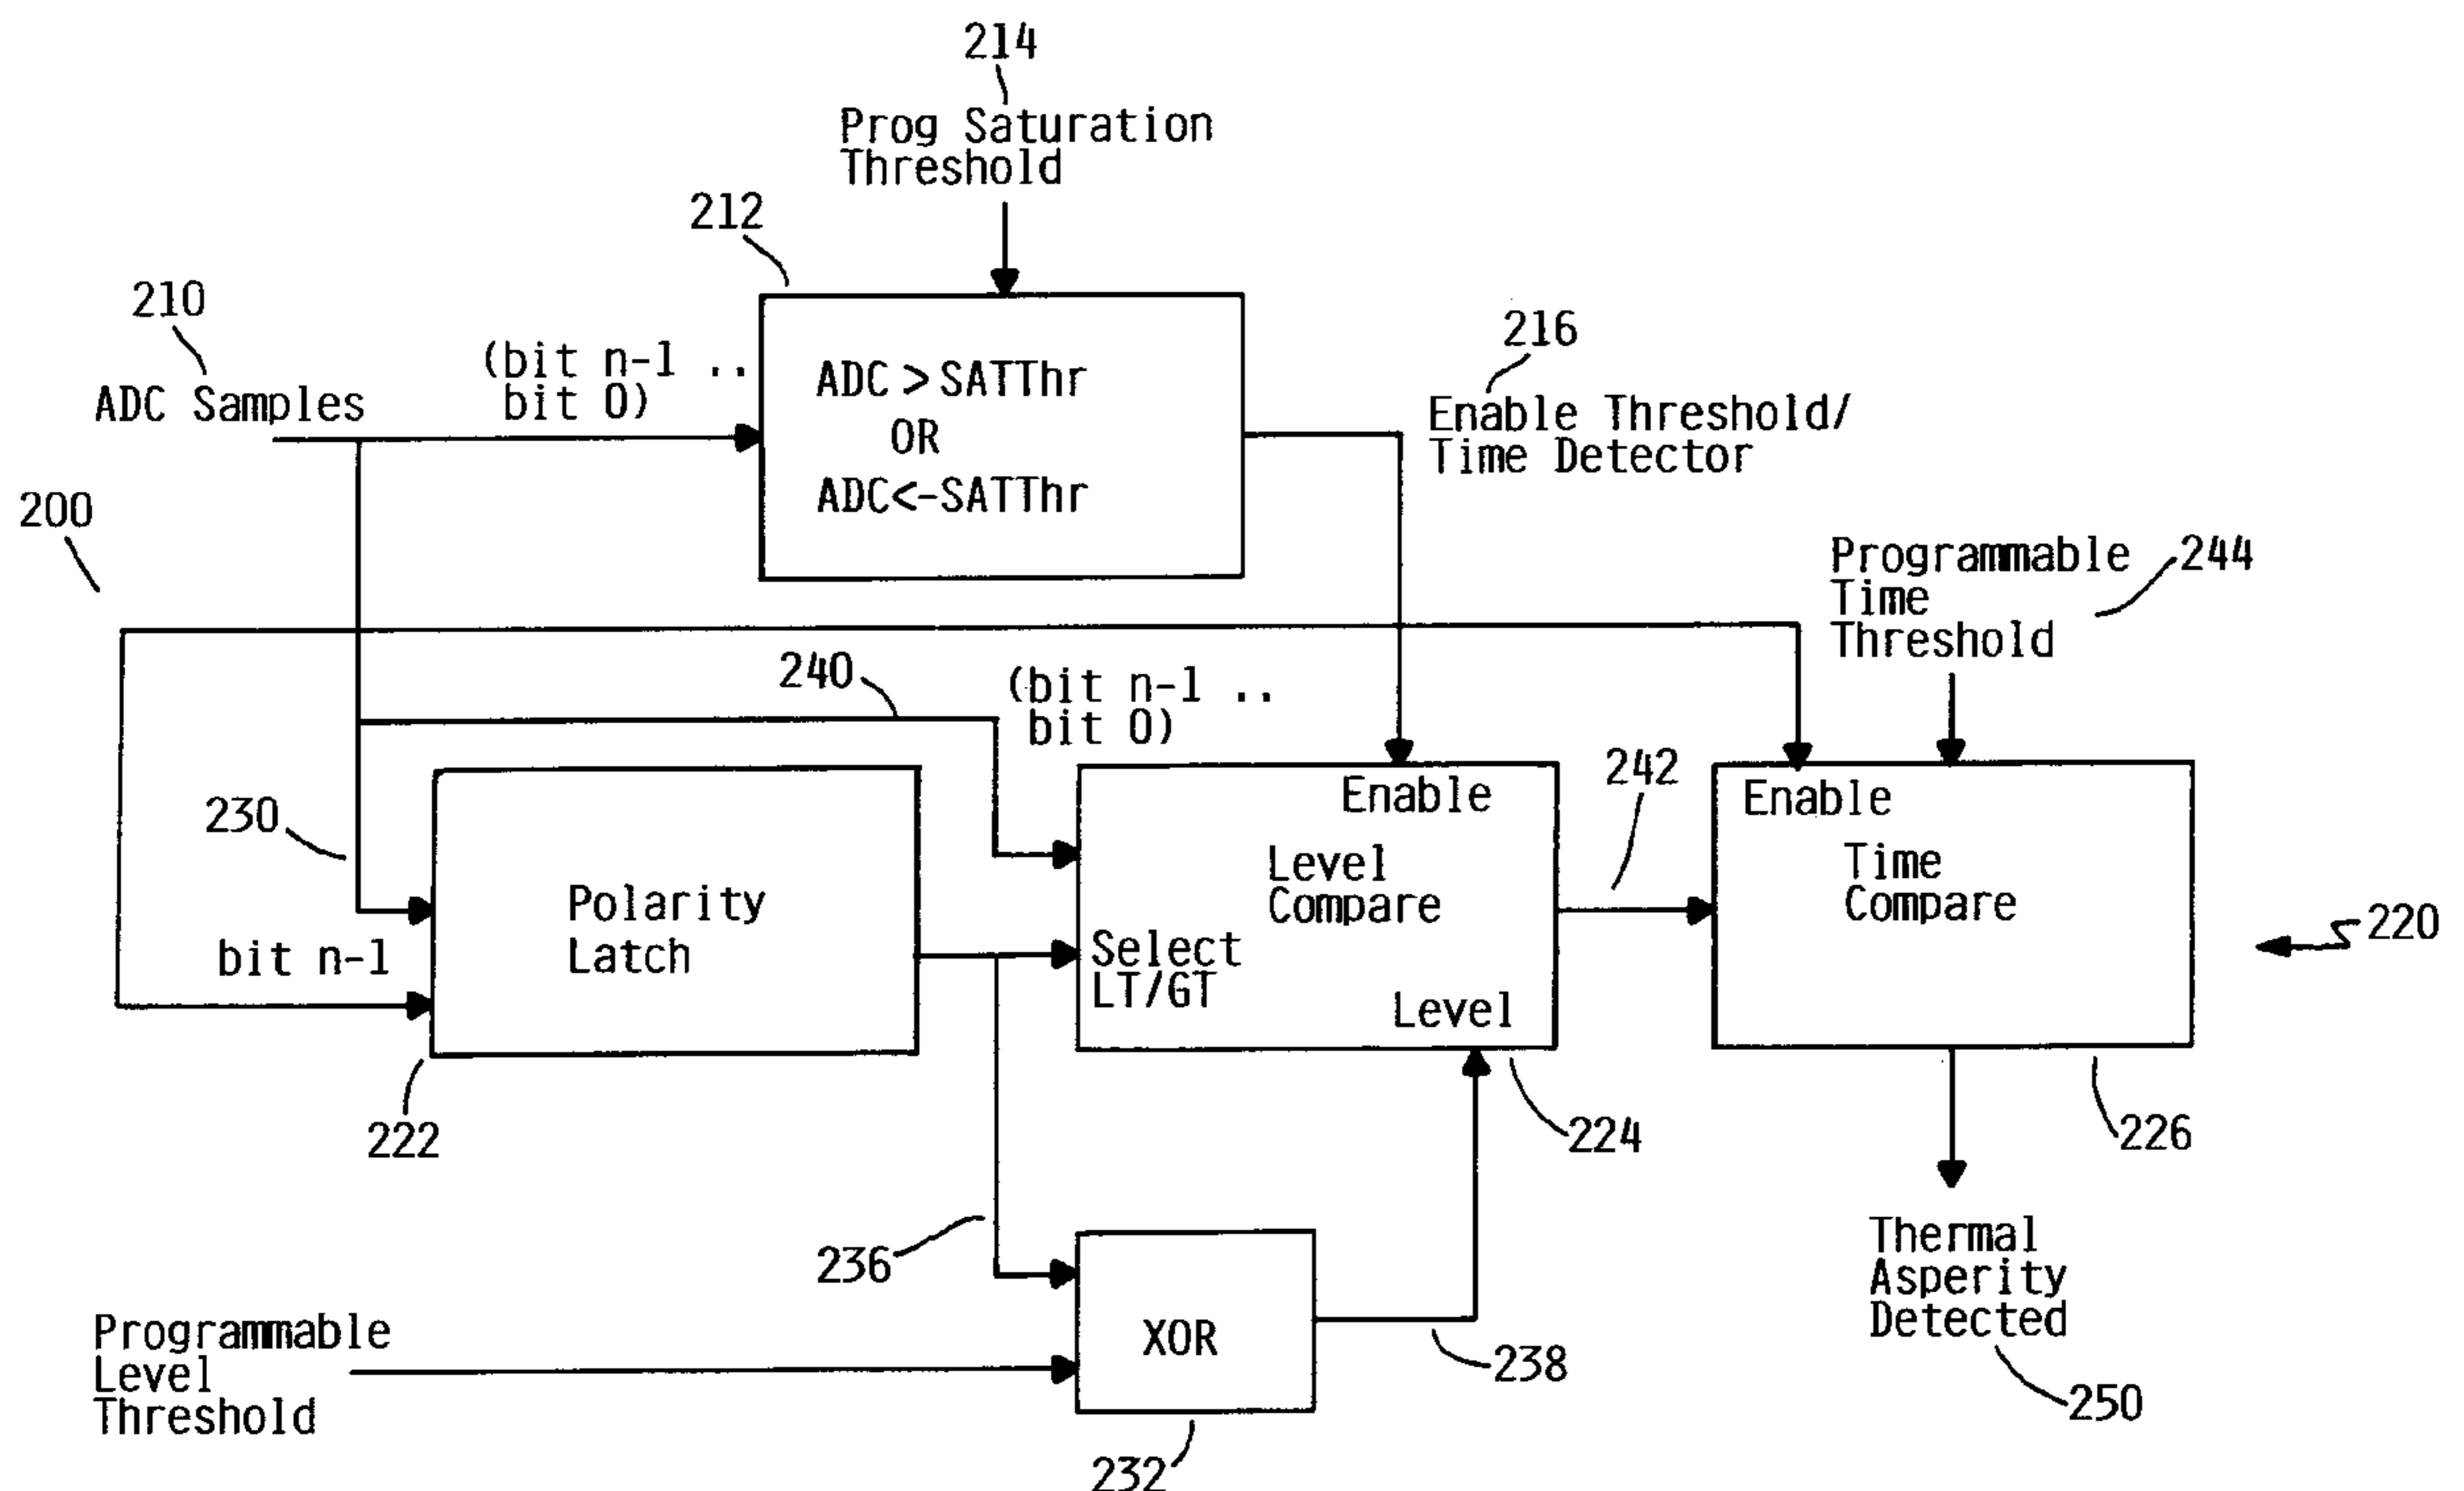 214
Prog Saturation
Threshold
212
210
ADC Samples
(bit n-1 ..
bit 0)
ADC > SATThr
OR
ADC<-SATThr
216
Enable Threshold/
Time Detector
200
Programmable
Time
Threshold
244
240
(bit n-1 ..
bit 0)
230
bit n-1
Polarity
Latch
222
Enable
Level
Compare
Select
LT/GT
Level
224
242
Enable
Time
Compare
220
226
236
XOR
232
238
Programmable
Level
Threshold
Thermal
Asperity
Detected
250